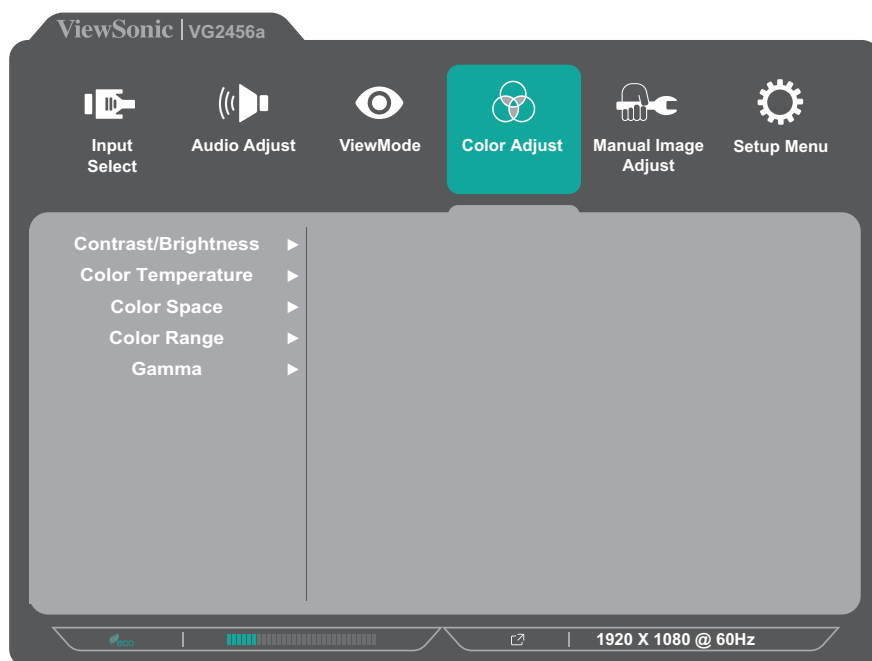 ViewSonic | VG2456a
Input Select
Audio Adjust
ViewMode
Color Adjust
Manual Image Adjust
Setup Menu
Contrast/Brightness
Color Temperature
Color Space
Color Range
Gamma
eco
1920 X 1080 @ 60Hz